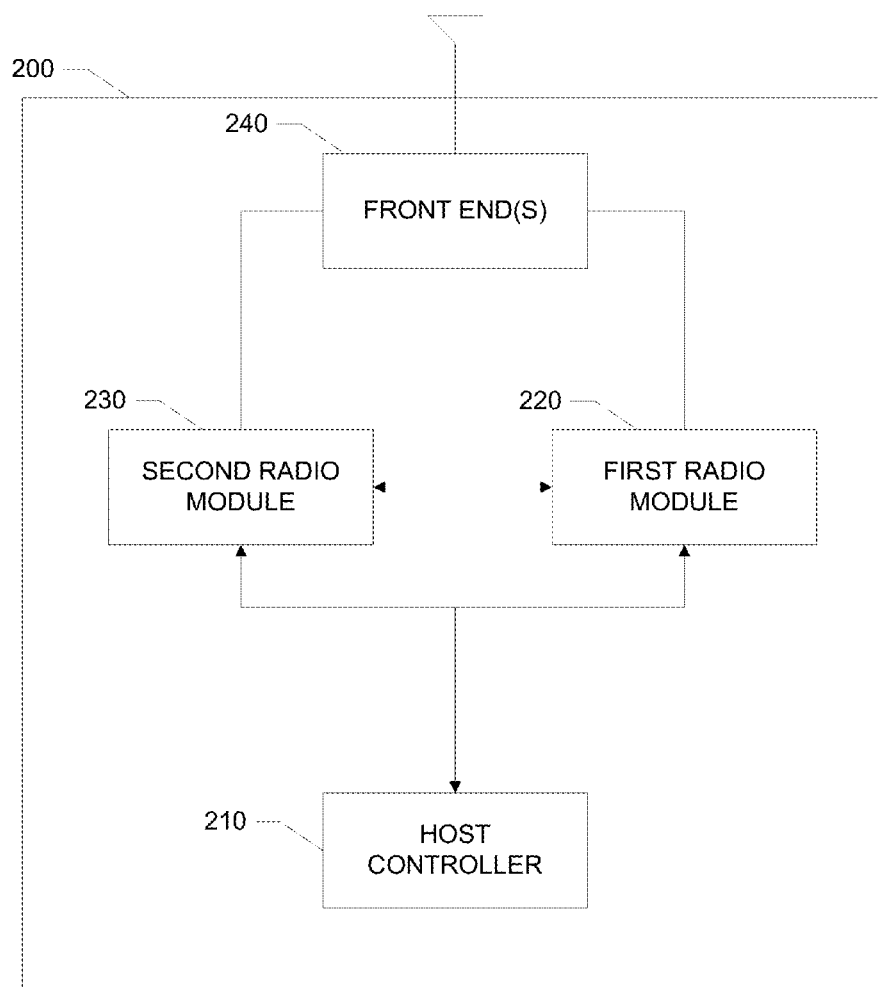 200
240
FRONT END(S)
230
220
SECOND RADIO
MODULE
FIRST RADIO
MODULE
210
HOST
CONTROLLER